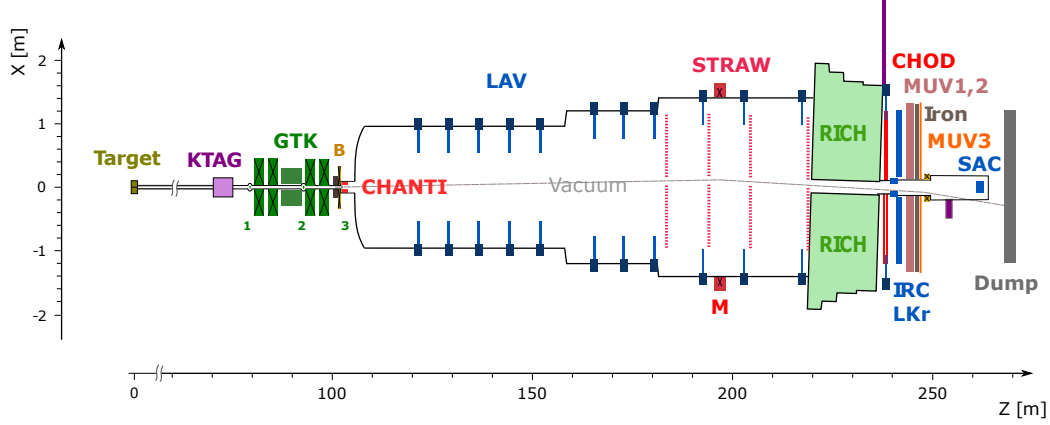 X [m]
2
1
0
-1
-2
Target
KTAG
GTK
1
2
3
B
CHANTI
LAV
Vacuum
STRAW
M
RICH
RICH
CHOD
MUV1,2
Iron
MUV3
SAC
IRC
LKr
Dump
0
100
150
200
250
Z [m]